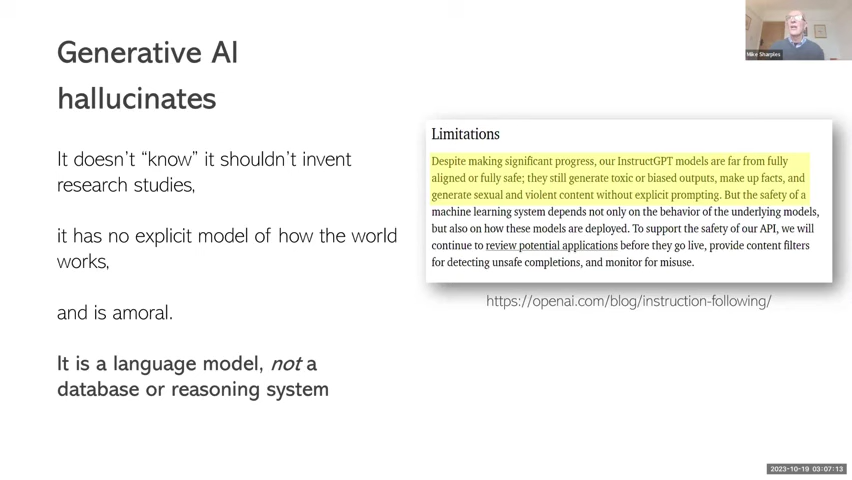 Generative AI
hallucinates
It doesn't “know” it shouldn't invent
research studies,
it has no explicit model of how the world
works,
and is amoral.
It is a language model, not a
database or reasoning system
Limitations
Despite making significant progress, our InstructGPT models are far from fully
aligned or fully safe; they still generate toxic or biased outputs, make up facts, and
generate sexual and violent content without explicit prompting. But the safety of a
machine learning system depends not only on the behavior of the underlying models,
but also on how these models are deployed. To support the safety of our API, we will
continue to review potential applications before they go live, provide content filters
for detecting unsafe completions, and monitor for misuse.
https://openai.com/blog/instruction-following/
Mike Sharples
2023-10-19 03:07:13